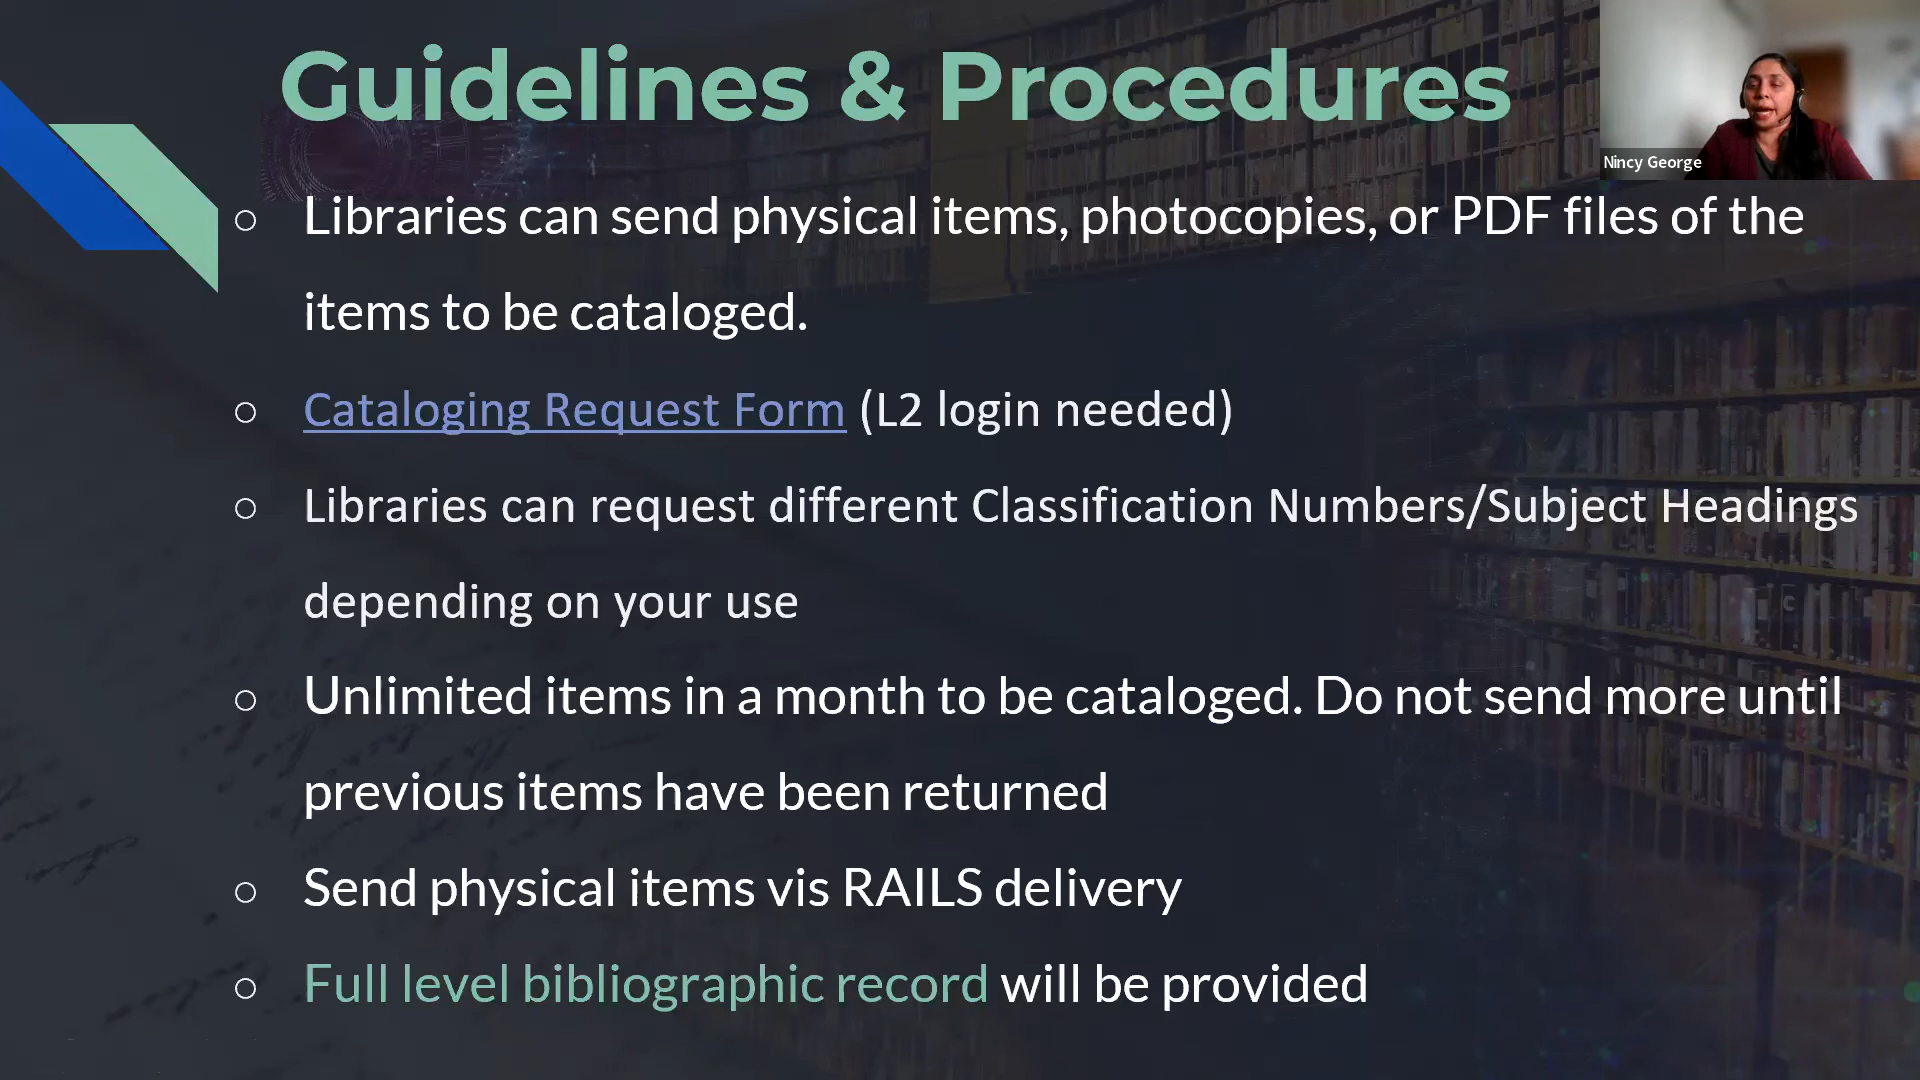 Guidelines & Procedures
Nincy George
○ Libraries can send physical items, photocopies, or PDF files of the
items to be cataloged.
○ Cataloging Request Form (L2 login needed)
○ Libraries can request different Classification Numbers/Subject Headings
depending on your use
○ Unlimited items in a month to be cataloged. Do not send more until
previous items have been returned
○ Send physical items vis RAILS delivery
○ Full level bibliographic record will be provided